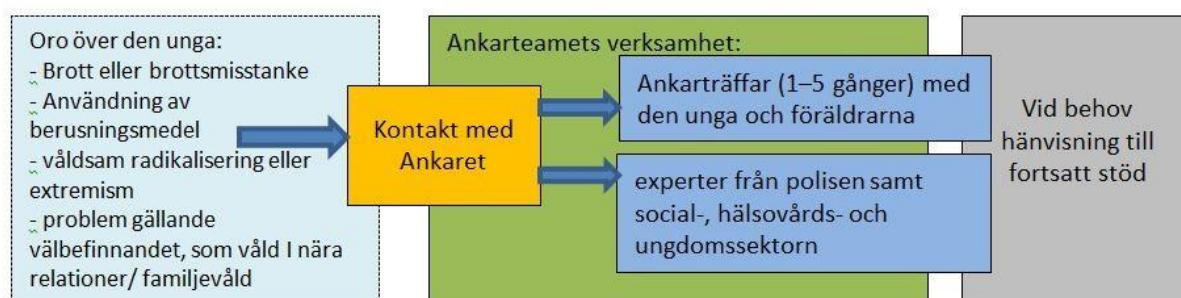 Oro över den unga:
- Brott eller brottsmisstanke
- Användning av
berusningsmedel
- våldsam radikalisering eller
extremism
- problem gällande
välbefinnandet, som våld I nära
relationer/ familjevåld
Kontakt med
Ankaret
Ankarteamets verksamhet:
Ankarträffar (1–5 gånger) med
den unga och föräldrarna
experter från polisen samt
social-, hälsovårds- och
ungdomssektorn
Vid behov
hänvisning till
fortsatt stöd